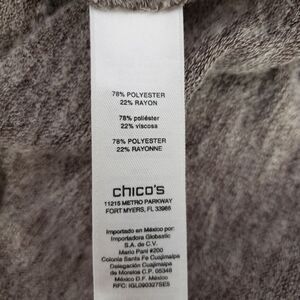 78% POLYESTER
22% RAYON
78% poliéster
22% viscosa
78% POLYESTER
22% RAYONNE
chico's
11215 METRO PARKWAY
FORT MYERS, FL 33966
Importado en México por:
Importadora Globastic
S.A. de C.V.
Mario Pani #200
Colonia Santa Fe Cuajimalpa
Delegación Cuajimalpa
de Morelos C.P. 05348
México D.F. México
RFC: IGL090327SE5